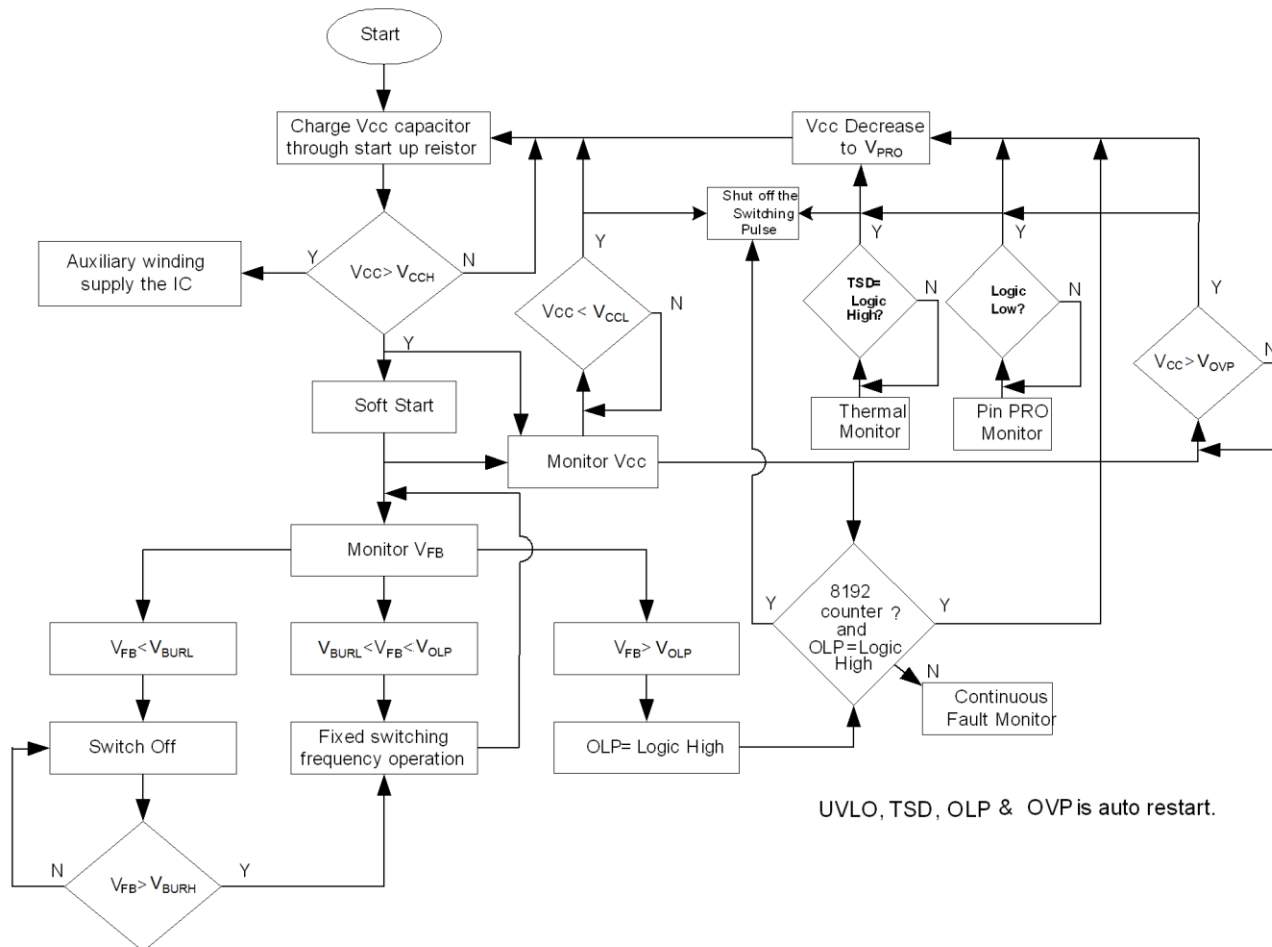 Start
Charge Vcc capacitor
through start up reistor
Vcc Decrease
to VPRO
Shut off the
Switching
Pulse
Y
Vcc > VCCH
N
Auxiliary winding
supply the IC
Y
Y
Vcc < VCCL
N
Y
TSD=
Logic
High?
N
Y
Logic
Low?
N
Y
VCC > VOVP
N
Soft Start
Thermal
Monitor
Pin PRO
Monitor
Monitor Vcc
Monitor VFB
VFB < VBURL
VBURL < VFB < VOLP
VFB > VOLP
Y
8192
counter ?
and
OLP=Logic
High
Y
N
Continuous
Fault Monitor
Switch Off
Fixed switching
frequency operation
OLP= Logic High
N
VFB > VBURH
Y
UVLO, TSD, OLP & OVP is auto restart.